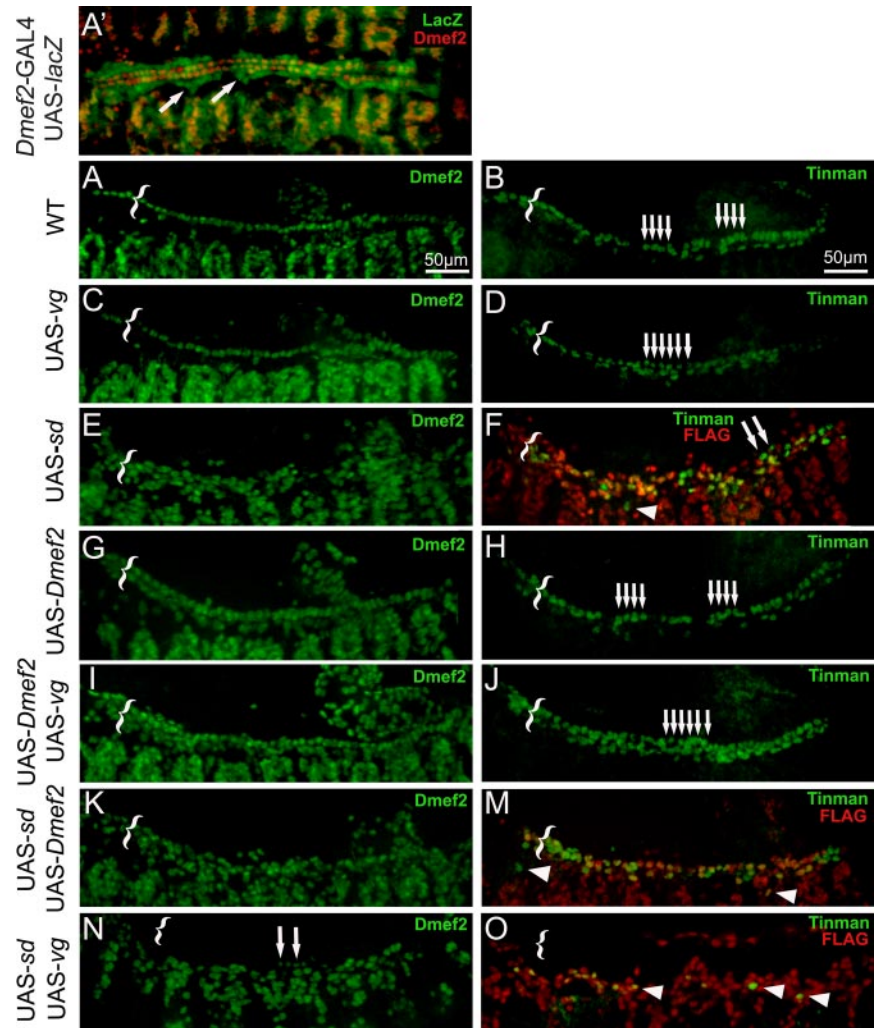 Dmef2-GAL4
UAS-lacZ
A'
LacZ
Dmef2
WT
A
Dmef2
50µm
B
Tinman
50µm
UAS-vg
C
Dmef2
D
Tinman
UAS-sd
E
Dmef2
F
Tinman
FLAG
UAS-Dmef2
G
Dmef2
H
Tinman
UAS-Dmef2
UAS-vg
I
Dmef2
J
Tinman
UAS-sd
UAS-Dmef2
K
Dmef2
M
Tinman
FLAG
UAS-sd
UAS-vg
N
Dmef2
O
Tinman
FLAG